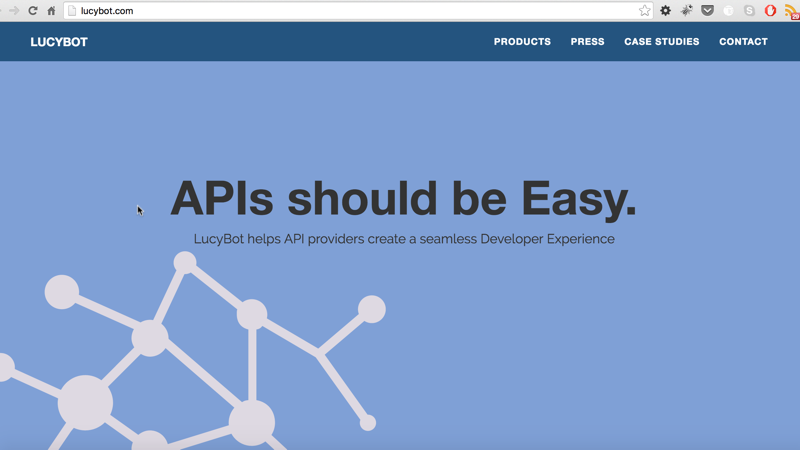 lucybot.com
LUCYBOT
PRODUCTS PRESS CASE STUDIES CONTACT
APIs should be Easy.
LucyBot helps API providers create a seamless Developer Experience